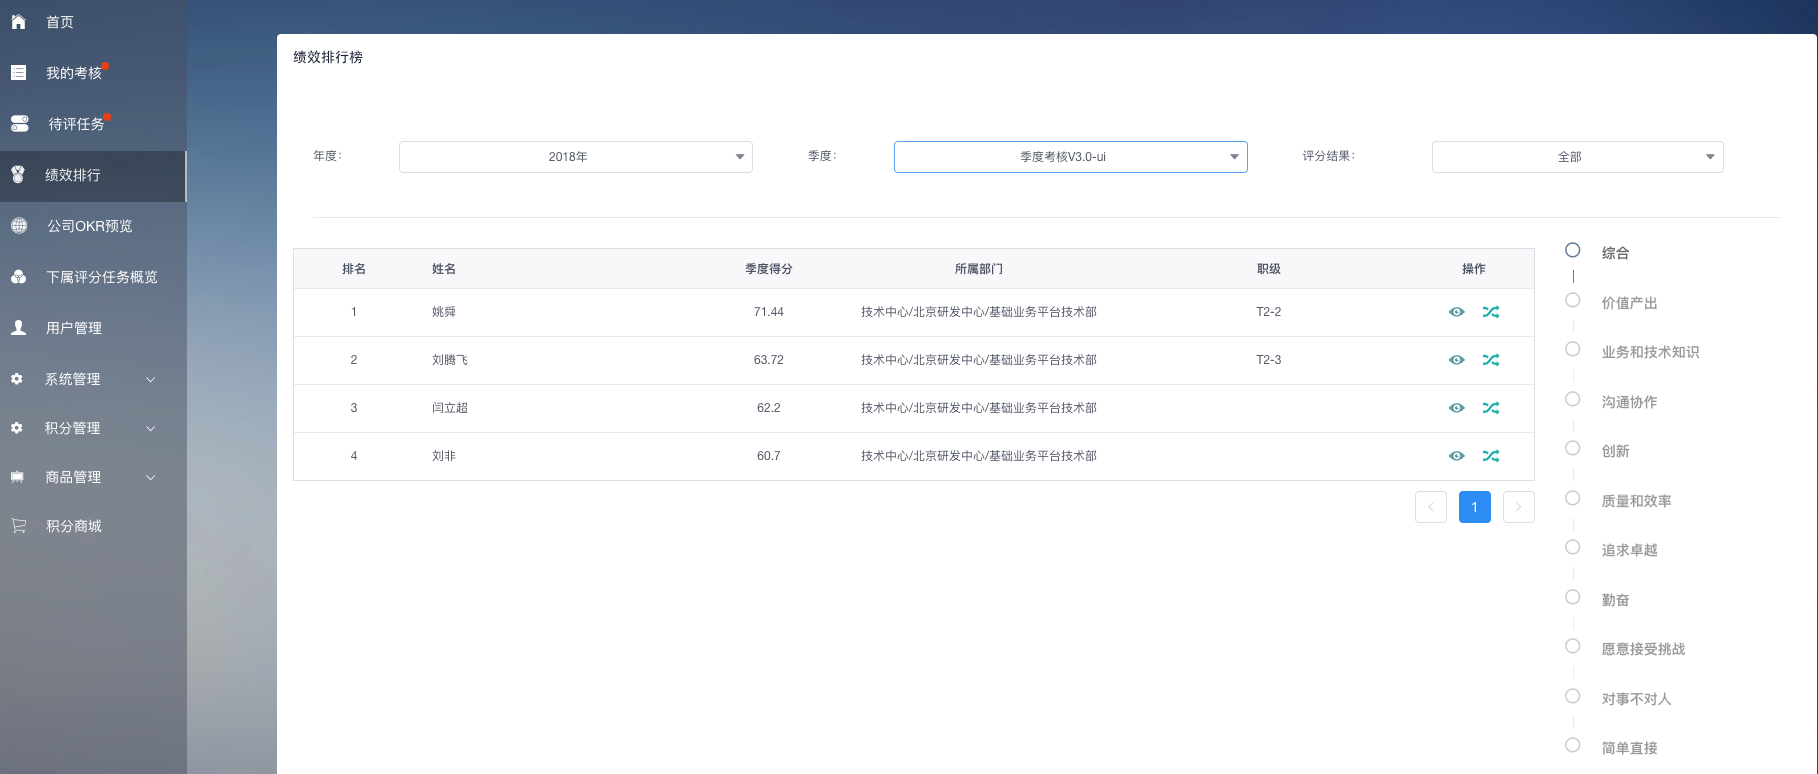 首页
我的考核
待评任务
绩效排行
公司OKR预览
下属评分任务概览
用户管理
系统管理
积分管理
商品管理
积分商城
绩效排行榜
年度： 2018年 季度： 季度考核V3.0-ui 评分结果： 全部
排名 姓名 季度得分 所属部门 职级 操作
1 姚舜 71.44 技术中心/北京研发中心/基础业务平台技术部 T2-2
2 刘腾飞 63.72 技术中心/北京研发中心/基础业务平台技术部 T2-3
3 闫立超 62.2 技术中心/北京研发中心/基础业务平台技术部
4 刘非 60.7 技术中心/北京研发中心/基础业务平台技术部
1
综合
价值产出
业务和技术知识
沟通协作
创新
质量和效率
追求卓越
勤奋
愿意接受挑战
对事不对人
简单直接